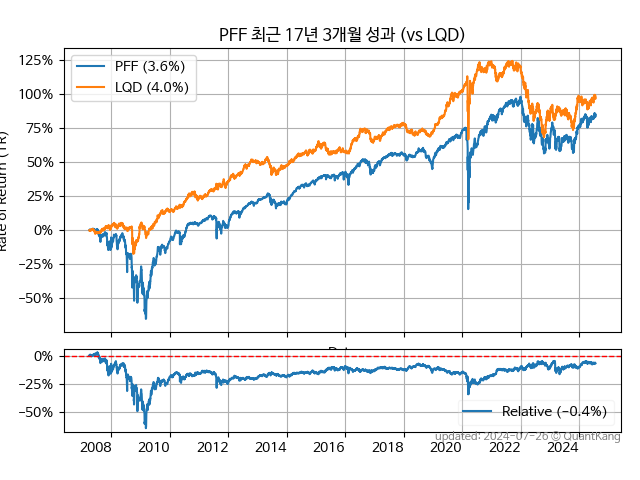 PFF 최근 17년 3개월 성과 (vs LQD)
PFF (3.6%)
LQD (4.0%)
125%
100%
75%
50%
25%
0%
−25%
−50%
Rate of Return (TR)
0%
−25%
−50%
Relative (−0.4%)
updated: 2024-07-26 © QuantKang
2008 2010 2012 2014 2016 2018 2020 2022 2024